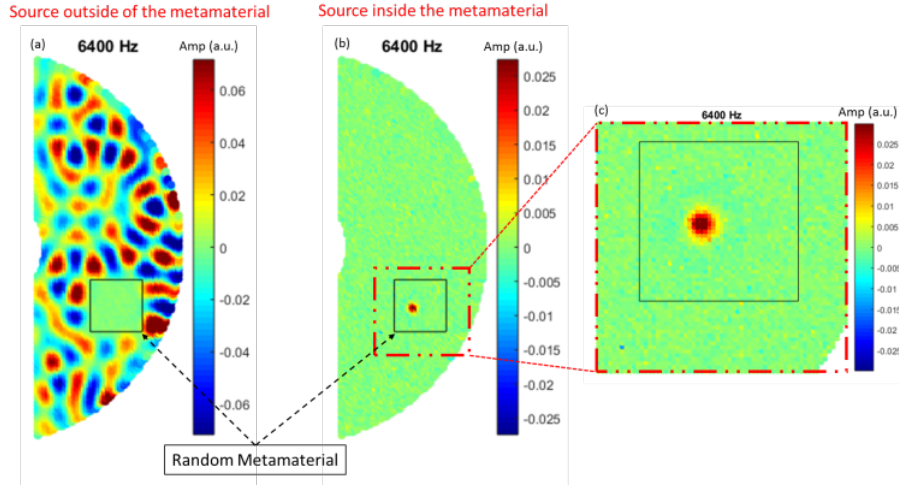 Source outside of the metamaterial
Source inside the metamaterial
(a)
6400 Hz
Amp (a.u.)
0.06
0.04
0.02
0
-0.02
-0.04
-0.06
(b)
6400 Hz
Amp (a.u.)
0.025
0.02
0.015
0.01
0.005
0
-0.005
-0.01
-0.015
-0.02
-0.025
(c)
6400 Hz
Amp (a.u.)
0.025
0.02
0.015
0.01
0.005
0
-0.005
-0.01
-0.015
-0.02
-0.025
Random Metamaterial